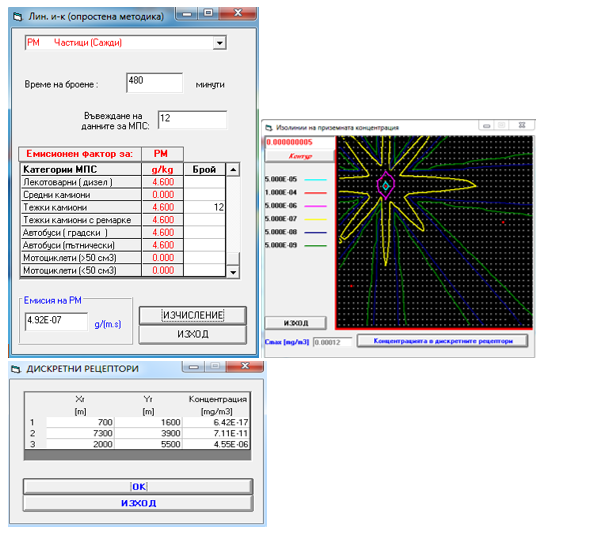 Лин. и-к (опростена методика)
PM Частици (Сажди)
Време на броене :
480
минути
Въвеждане на
данните за МПС:
12
Емисионен фактор за: PM
Категории МПС g/kg Брой
Лекотоварни ( дизел ) 4.600
Средни камиони 0.000
Тежки камиони 4.600 12
Тежки камиони с ремарке 4.600
Автобуси ( градски ) 4.600
Автобуси (пътнически) 4.600
Мотоциклети (>50 см3) 0.000
Мотоциклети (<50 см3) 0.000
Емисия на PM
4.92E-07 g/(m.s)
ИЗЧИСЛЕНИЕ
ИЗХОД
Изолинии на приземната концентрация
0.000000005
Контур
5.000E-05
1.000E-04
5.000E-06
5.000E-07
5.000E-08
5.000E-09
ИЗХОД
Cmax [mg/m3] 0.00012
Концентрацията в дискретните рецептори
ДИСКРЕТНИ РЕЦЕПТОРИ
Xr Yr Концентрация
[m] [m] [mg/m3]
1 700 1600 6.42E-17
2 7300 3900 7.11E-11
3 2000 5500 4.55E-06
OK
ИЗХОД